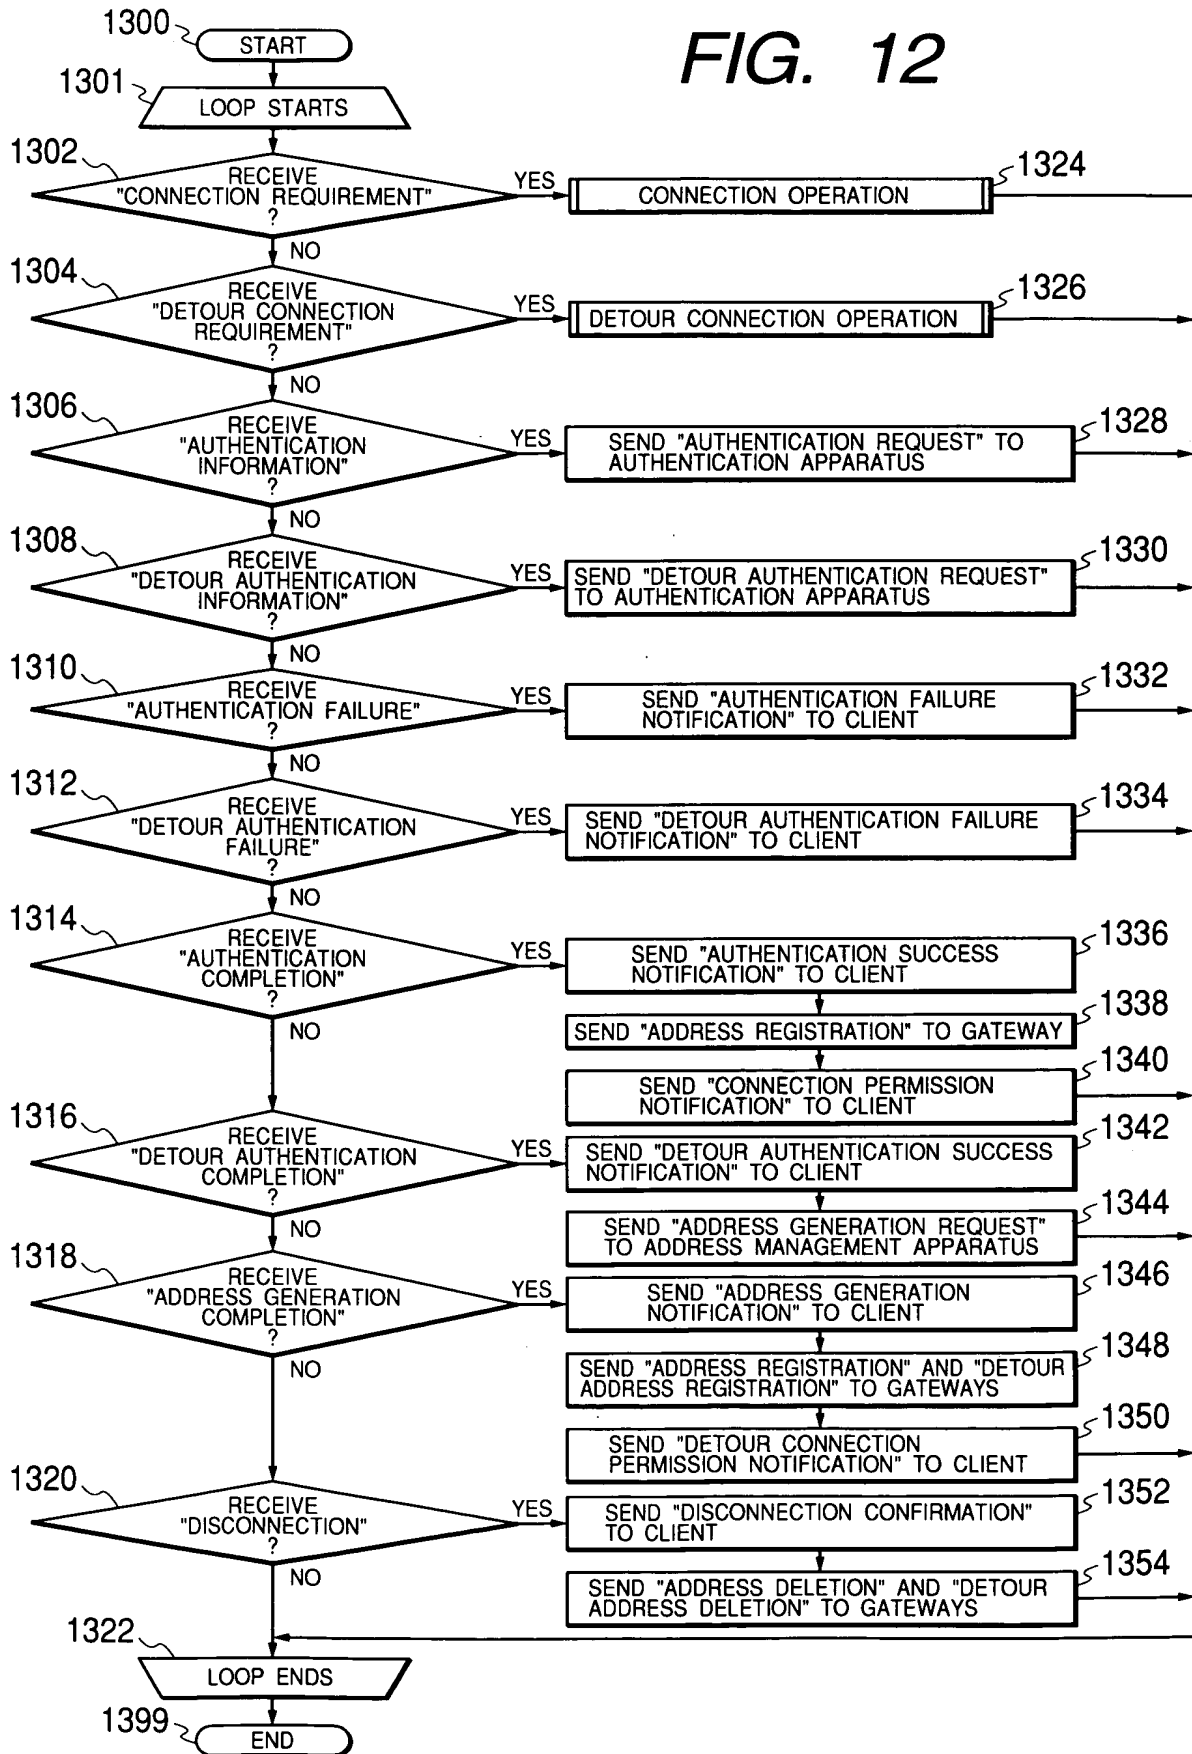 FIG. 12
1300
START
1301
LOOP STARTS
1302
RECEIVE
"CONNECTION REQUIREMENT"
?
YES
CONNECTION OPERATION
1324
NO
1304
RECEIVE
"DETOUR CONNECTION
REQUIREMENT"
?
YES
DETOUR CONNECTION OPERATION
1326
NO
1306
RECEIVE
"AUTHENTICATION
INFORMATION"
?
YES
SEND "AUTHENTICATION REQUEST" TO
AUTHENTICATION APPARATUS
1328
NO
1308
RECEIVE
"DETOUR AUTHENTICATION
INFORMATION"
?
YES
SEND "DETOUR AUTHENTICATION REQUEST"
TO AUTHENTICATION APPARATUS
1330
NO
1310
RECEIVE
"AUTHENTICATION FAILURE"
?
YES
SEND "AUTHENTICATION FAILURE
NOTIFICATION" TO CLIENT
1332
NO
1312
RECEIVE
"DETOUR AUTHENTICATION
FAILURE"
?
YES
SEND "DETOUR AUTHENTICATION FAILURE
NOTIFICATION" TO CLIENT
1334
NO
1314
RECEIVE
"AUTHENTICATION
COMPLETION"
?
YES
SEND "AUTHENTICATION SUCCESS
NOTIFICATION" TO CLIENT
1336
NO
SEND "ADDRESS REGISTRATION" TO GATEWAY
1338
SEND "CONNECTION PERMISSION
NOTIFICATION" TO CLIENT
1340
1316
RECEIVE
"DETOUR AUTHENTICATION
COMPLETION"
?
YES
SEND "DETOUR AUTHENTICATION SUCCESS
NOTIFICATION" TO CLIENT
1342
NO
SEND "ADDRESS GENERATION REQUEST"
TO ADDRESS MANAGEMENT APPARATUS
1344
1318
RECEIVE
"ADDRESS GENERATION
COMPLETION"
?
YES
SEND "ADDRESS GENERATION
NOTIFICATION" TO CLIENT
1346
NO
SEND "ADDRESS REGISTRATION" AND "DETOUR
ADDRESS REGISTRATION" TO GATEWAYS
1348
SEND "DETOUR CONNECTION
PERMISSION NOTIFICATION" TO CLIENT
1350
1320
RECEIVE
"DISCONNECTION"
?
YES
SEND "DISCONNECTION CONFIRMATION"
TO CLIENT
1352
NO
SEND "ADDRESS DELETION" AND "DETOUR
ADDRESS DELETION" TO GATEWAYS
1354
1322
LOOP ENDS
1399
END